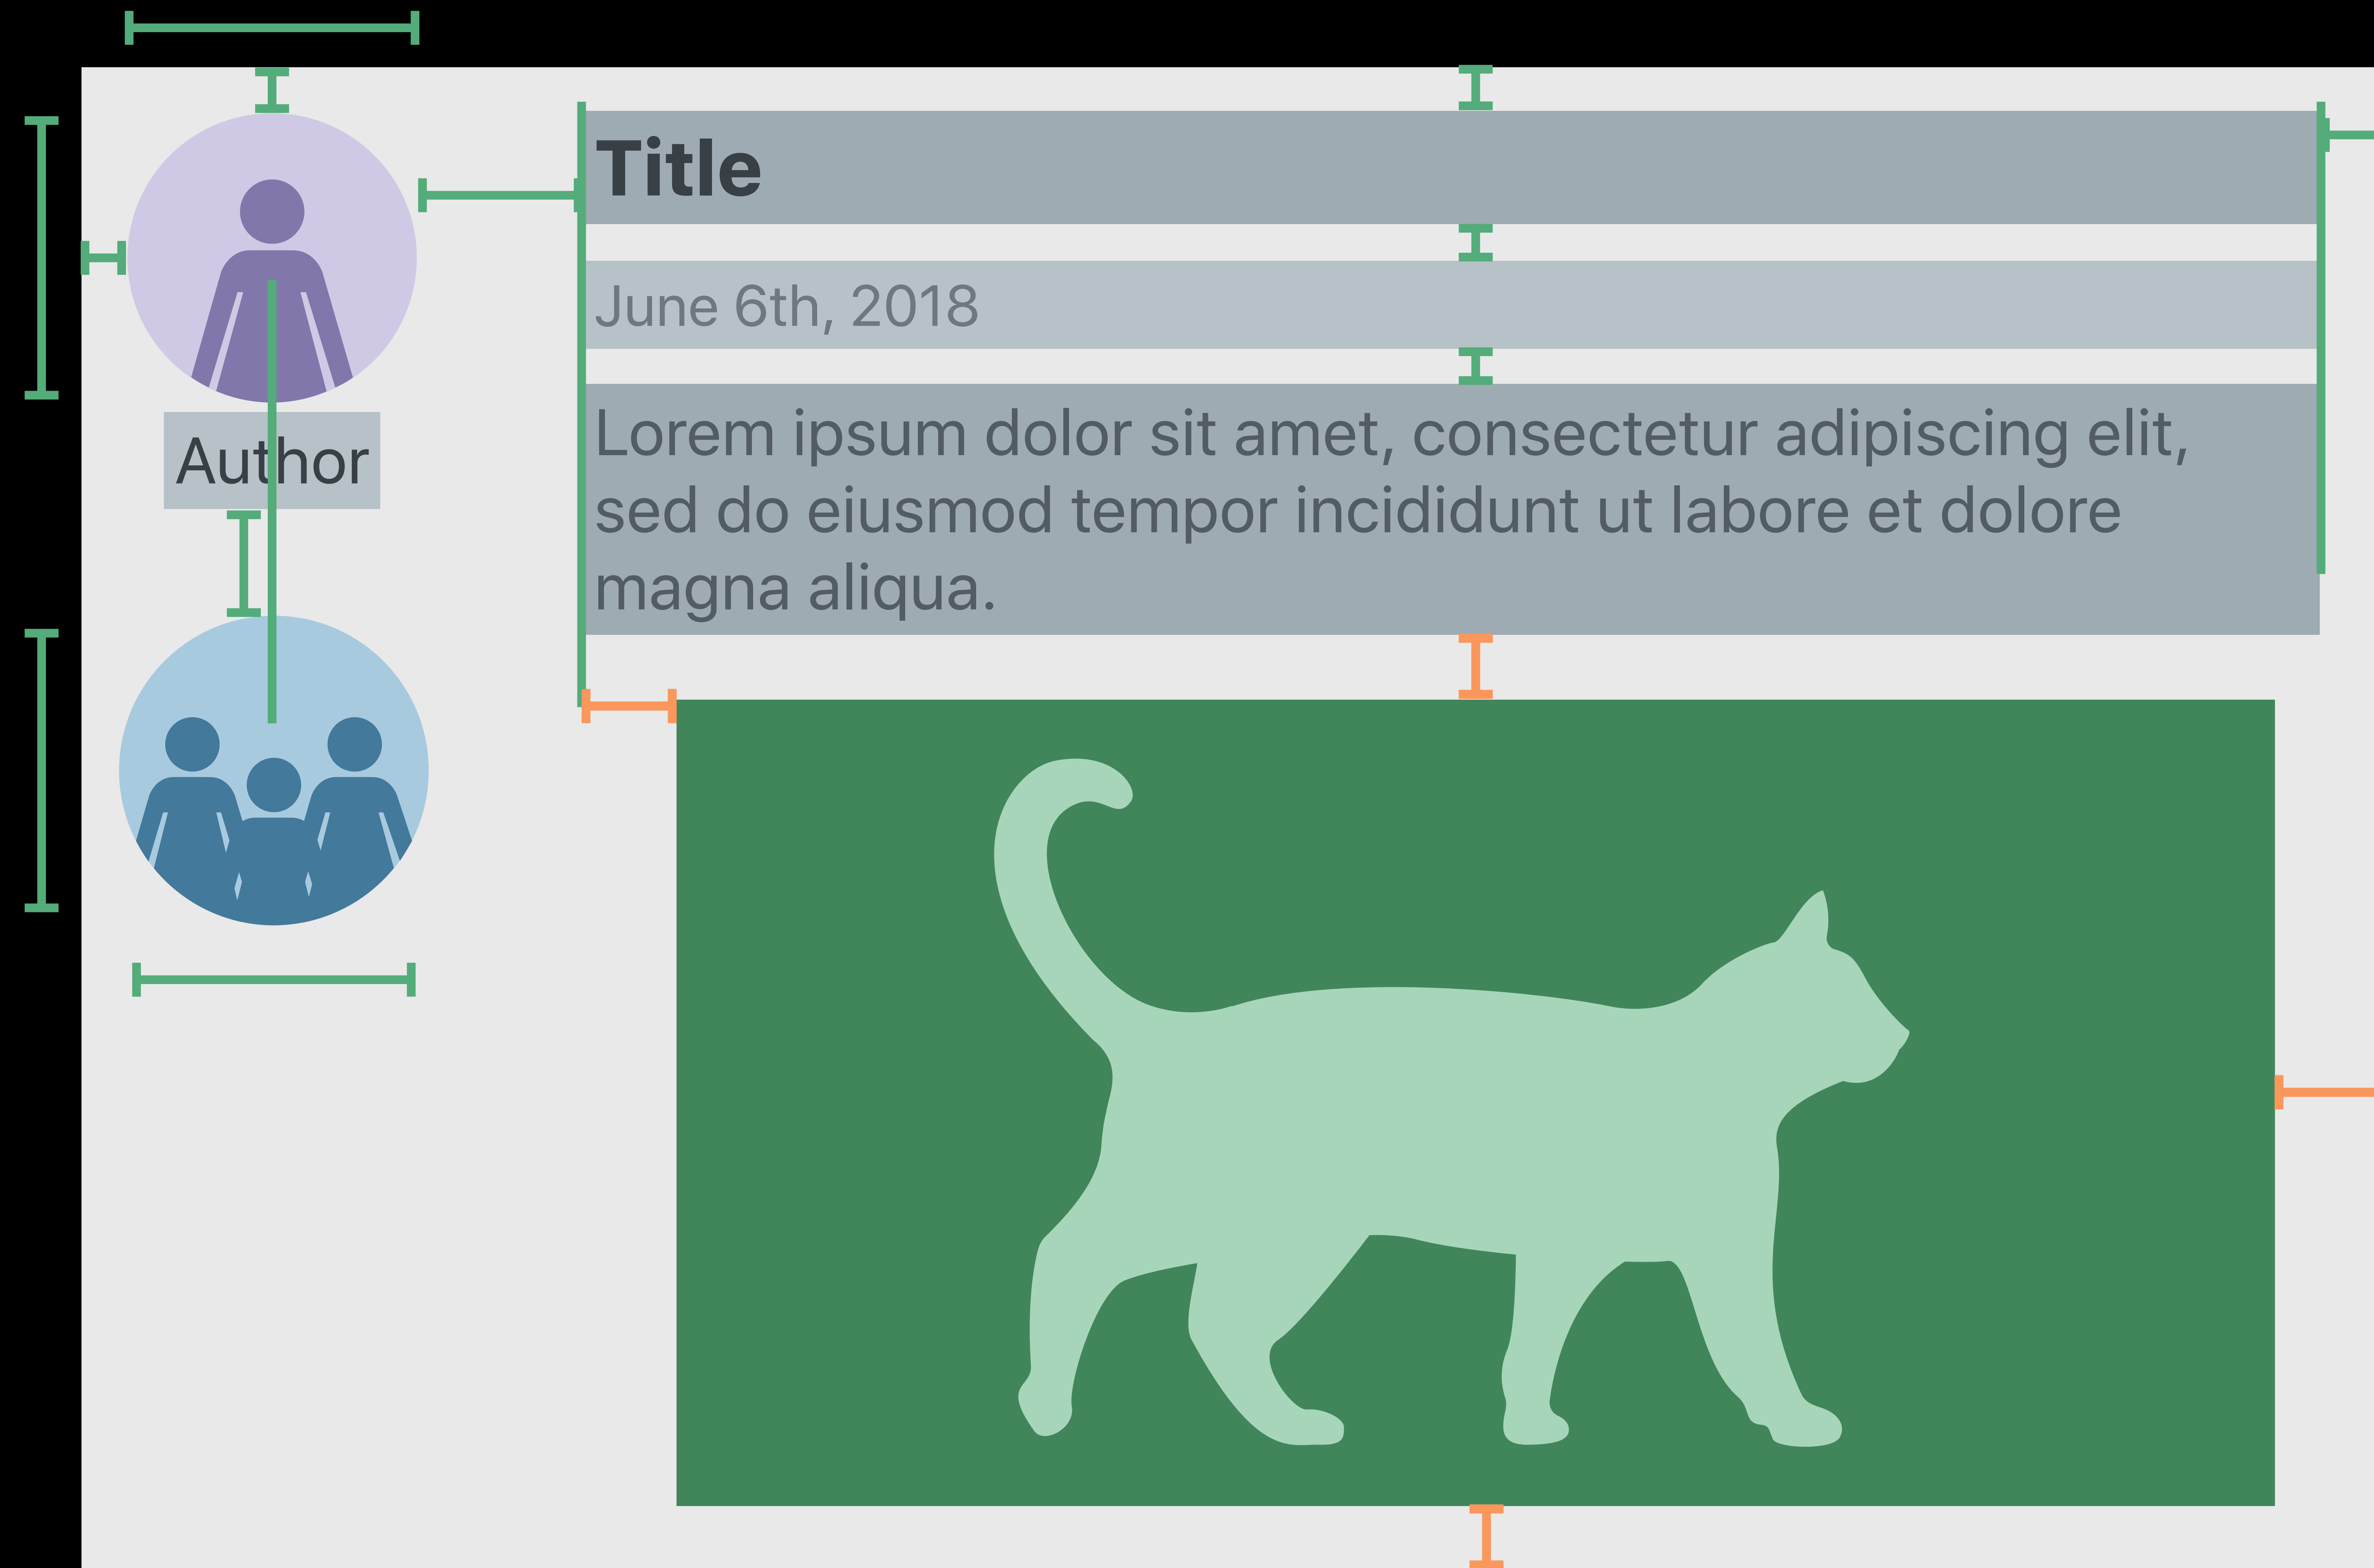 Title
June 6th, 2018
Author
Lorem ipsum dolor sit amet, consectetur adipiscing elit,
sed do eiusmod tempor incididunt ut labore et dolore
magna aliqua.